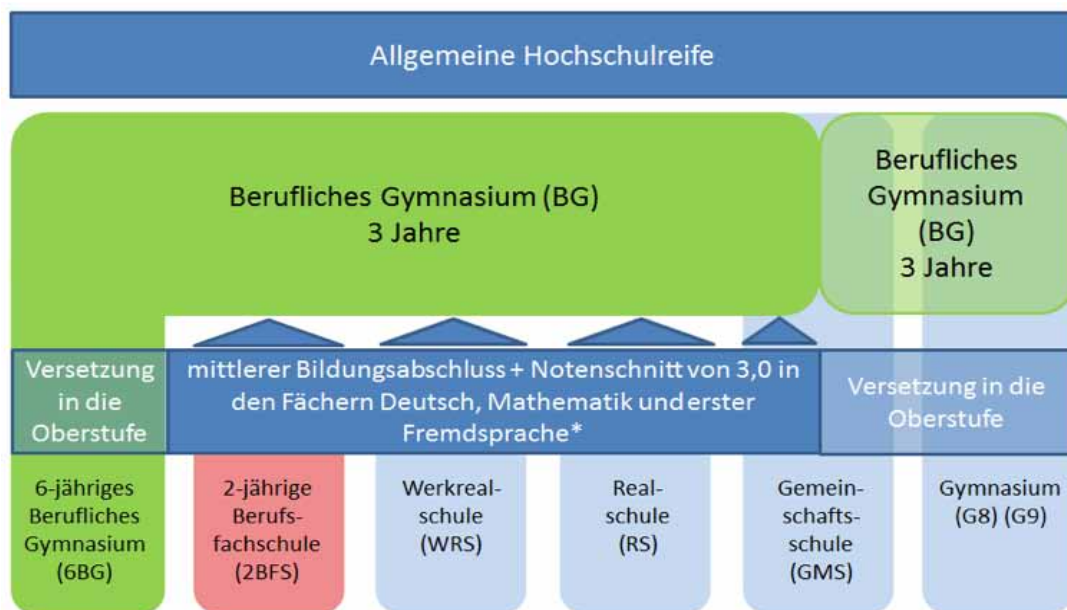 Allgemeine Hochschulreife
Berufliches Gymnasium (BG)
3 Jahre
Berufliches
Gymnasium
(BG)
3 Jahre
Versetzung
in die
Oberstufe
mittlerer Bildungsabschluss + Notenschnitt von 3,0 in
den Fächern Deutsch, Mathematik und erster
Fremdsprache*
Versetzung in die
Oberstufe
6-jähriges
Berufliches
Gymnasium
(6BG)
2-jährige
Berufs-
fachschule
(2BFS)
Werkreal-
schule
(WRS)
Real-
schule
(RS)
Gemein-
schafts-
schule
(GMS)
Gymnasium
(G8) (G9)